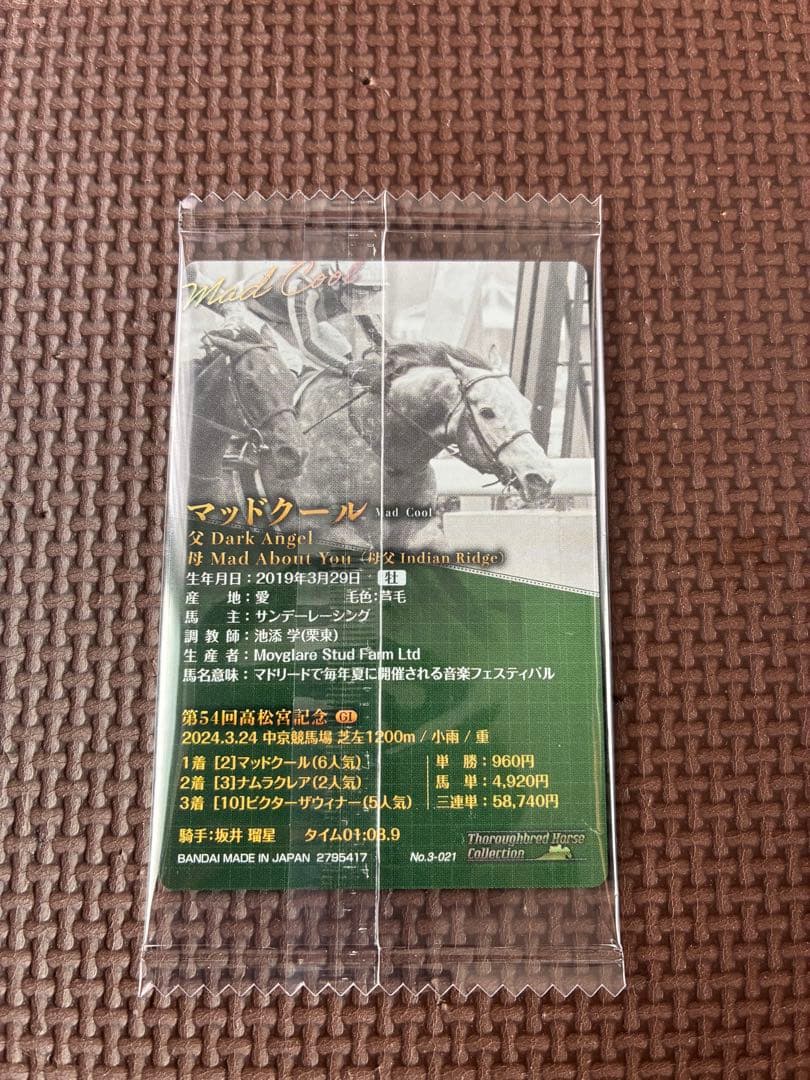 Mad Cool
マッドクール Mad Cool
父 Dark Angel
母 Mad About You（母父 Indian Ridge）
生年月日：2019年3月29日 牡
産 地：愛 毛色：芦毛
馬 主：サンデーレーシング
調 教 師：池添 学(栗東)
生 産 者：Moyglare Stud Farm Ltd
馬名意味：マドリードで毎年夏に開催される音楽フェスティバル
第54回高松宮記念 GI
2024.3.24 中京競馬場 芝左1200m / 小雨 / 重
1着 [2]マッドクール(6人気) 単 勝：960円
2着 [3]ナムラクレア(2人気) 馬 単：4,920円
3着 [10]ビクターザウィナー(5人気) 三連単：58,740円
騎手：坂井 瑠星 タイム01:08.9
Thoroughbred Horse
Collection
BANDAI MADE IN JAPAN 2795417 No.3-021